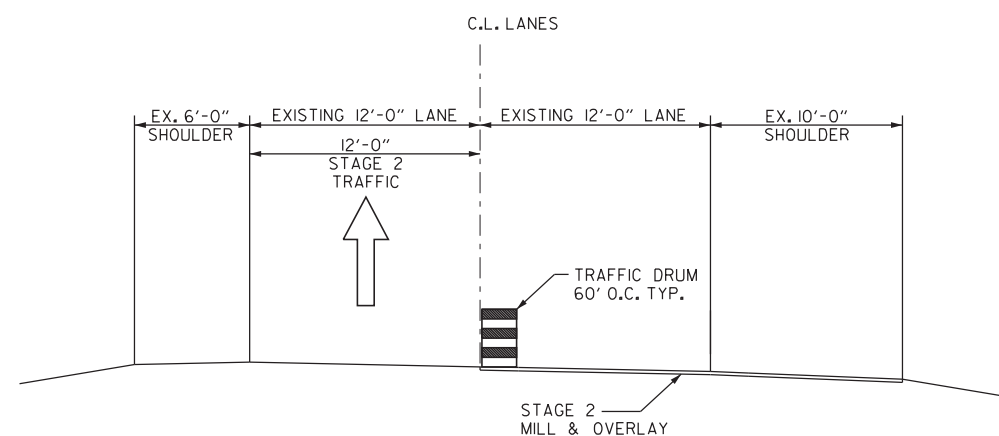 C.L. LANES
EX. 6'-0"
SHOULDER
EXISTING 12'-0" LANE
EXISTING 12'-0" LANE
EX. 10'-0"
SHOULDER
12'-0"
STAGE 2
TRAFFIC
TRAFFIC DRUM
60' O.C. TYP.
STAGE 2
MILL & OVERLAY